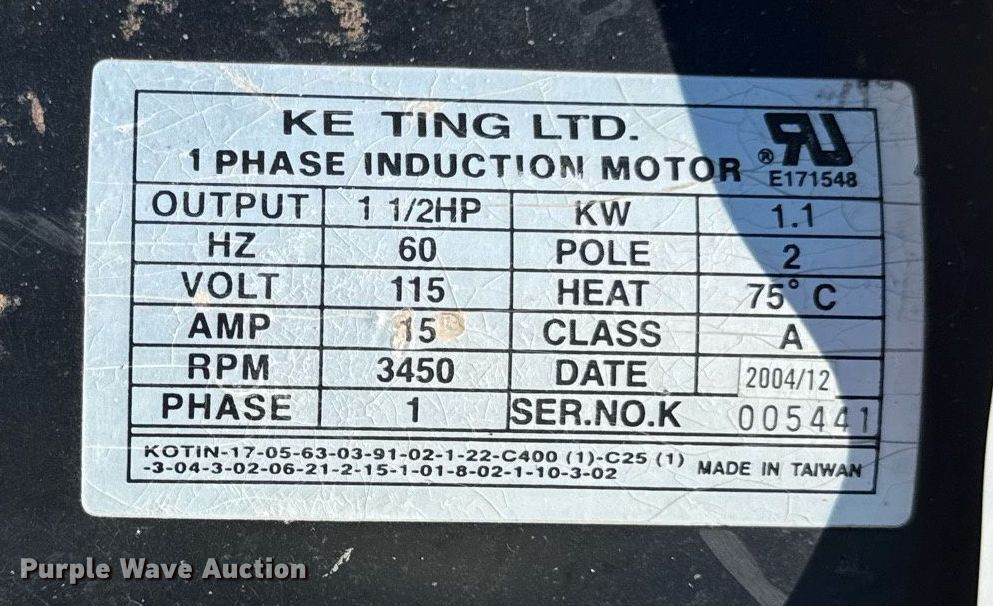 KE TING LTD.
1 PHASE INDUCTION MOTOR ® RU
E171548
OUTPUT 1 1/2HP KW 1.1
HZ 60 POLE 2
VOLT 115 HEAT 75° C
AMP 15 CLASS A
RPM 3450 DATE 2004/12
PHASE 1 SER.NO.K 005441
KOTIN-17-05-63-03-91-02-1-22-C400 (1)-C25 (1)
-3-04-3-02-06-21-2-15-1-01-8-02-1-10-3-02 MADE IN TAIWAN
Purple Wave Auction